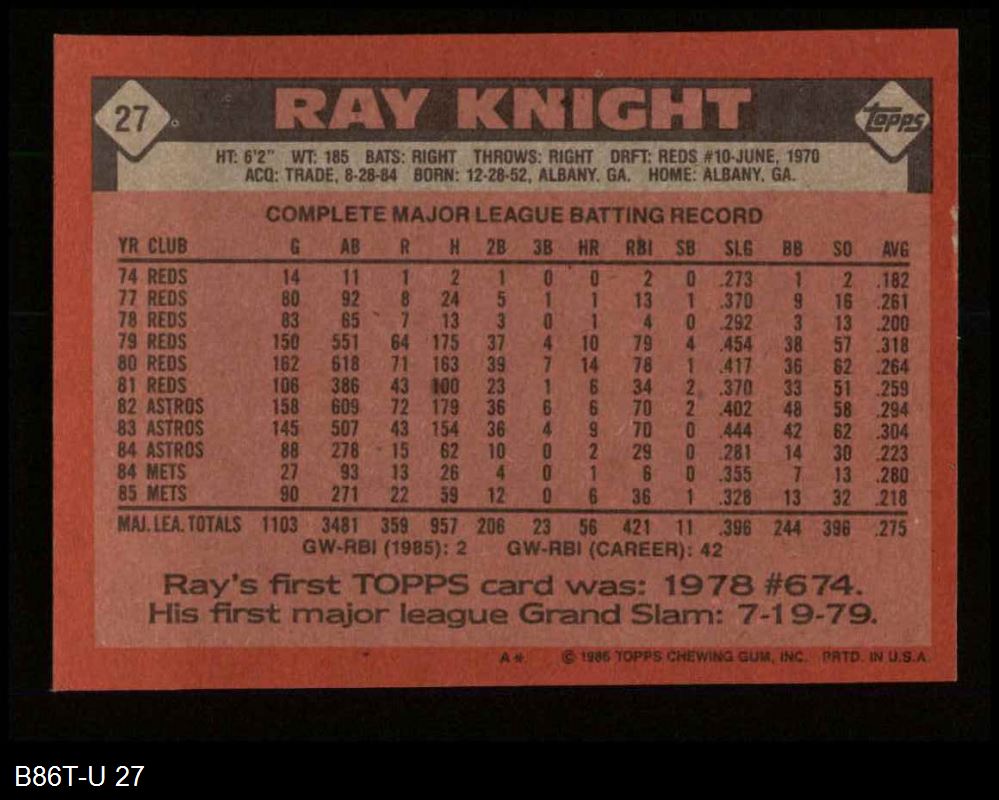 27 RAY KNIGHT topps
HT: 6'2" WT: 185 BATS: RIGHT THROWS: RIGHT DRFT: REDS #10-JUNE, 1970
ACQ: TRADE, 8-28-84 BORN: 12-28-52, ALBANY, GA. HOME: ALBANY, GA.
COMPLETE MAJOR LEAGUE BATTING RECORD
YR CLUB G AB R H 2B 3B HR RBI SB SLG BB SO AVG
74 REDS 14 11 1 2 1 0 0 2 0 .273 1 2 .182
77 REDS 80 92 8 24 5 1 1 13 1 .370 9 16 .261
78 REDS 83 65 7 13 3 0 1 4 0 .292 3 13 .200
79 REDS 150 551 64 175 37 4 10 79 4 .454 38 57 .318
80 REDS 162 618 71 163 39 7 14 78 1 .417 36 62 .264
81 REDS 106 386 43 100 23 1 6 34 2 .370 33 51 .259
82 ASTROS 158 609 72 179 36 6 6 70 2 .402 48 58 .294
83 ASTROS 145 507 43 154 36 4 9 70 0 .444 42 62 .304
84 ASTROS 88 278 15 62 10 0 2 29 0 .281 14 30 .223
84 METS 27 93 13 26 4 0 1 6 0 .355 7 13 .280
85 METS 90 271 22 59 12 0 6 36 1 .328 13 32 .218
MAJ. LEA. TOTALS 1103 3481 359 957 206 23 56 421 11 .396 244 396 .275
GW-RBI (1985): 2 GW-RBI (CAREER): 42
Ray's first TOPPS card was: 1978 #674.
His first major league Grand Slam: 7-19-79.
A* © 1986 TOPPS CHEWING GUM, INC. PRTD. IN U.S.A.
B86T-U 27